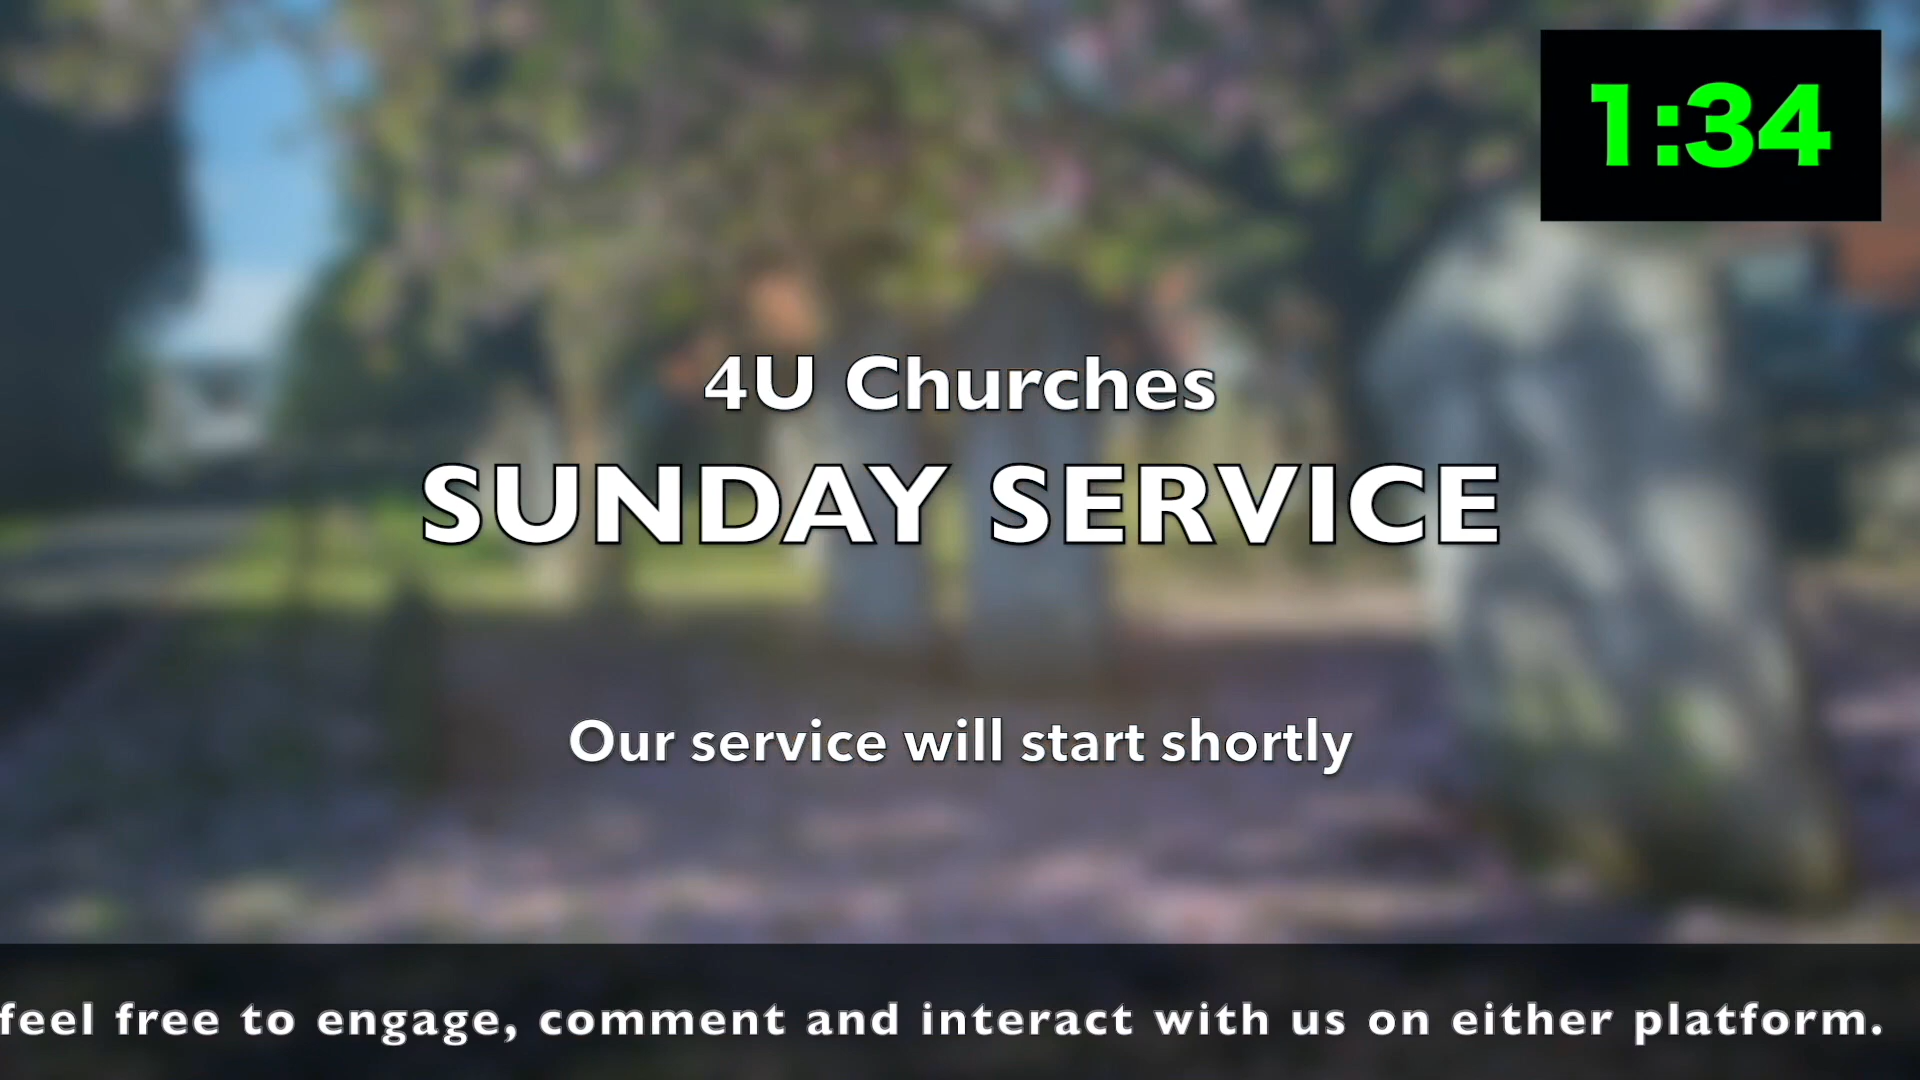 1:34
4U Churches
SUNDAY SERVICE
Our service will start shortly
feel free to engage, comment and interact with us on either platform.